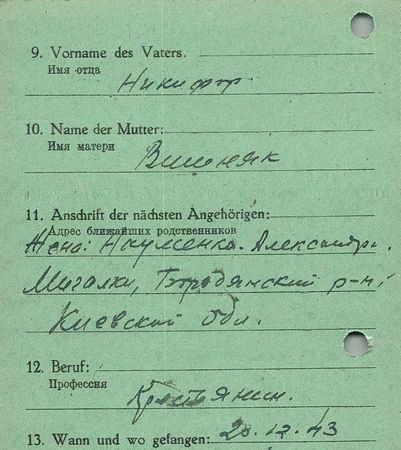 9. Vorname des Vaters.
Имя отца
Никифор
10. Name der Mutter:
Имя матери
Вишняк
11. Anschrift der nächsten Angehörigen:
Адрес ближайших родственников
Жена: Науменко Александра.
Мигалки, Бородянский р-н
Киевской обл.
12. Beruf:
Профессия
Крестянин.
13. Wann und wo gefangen: 20.12.43